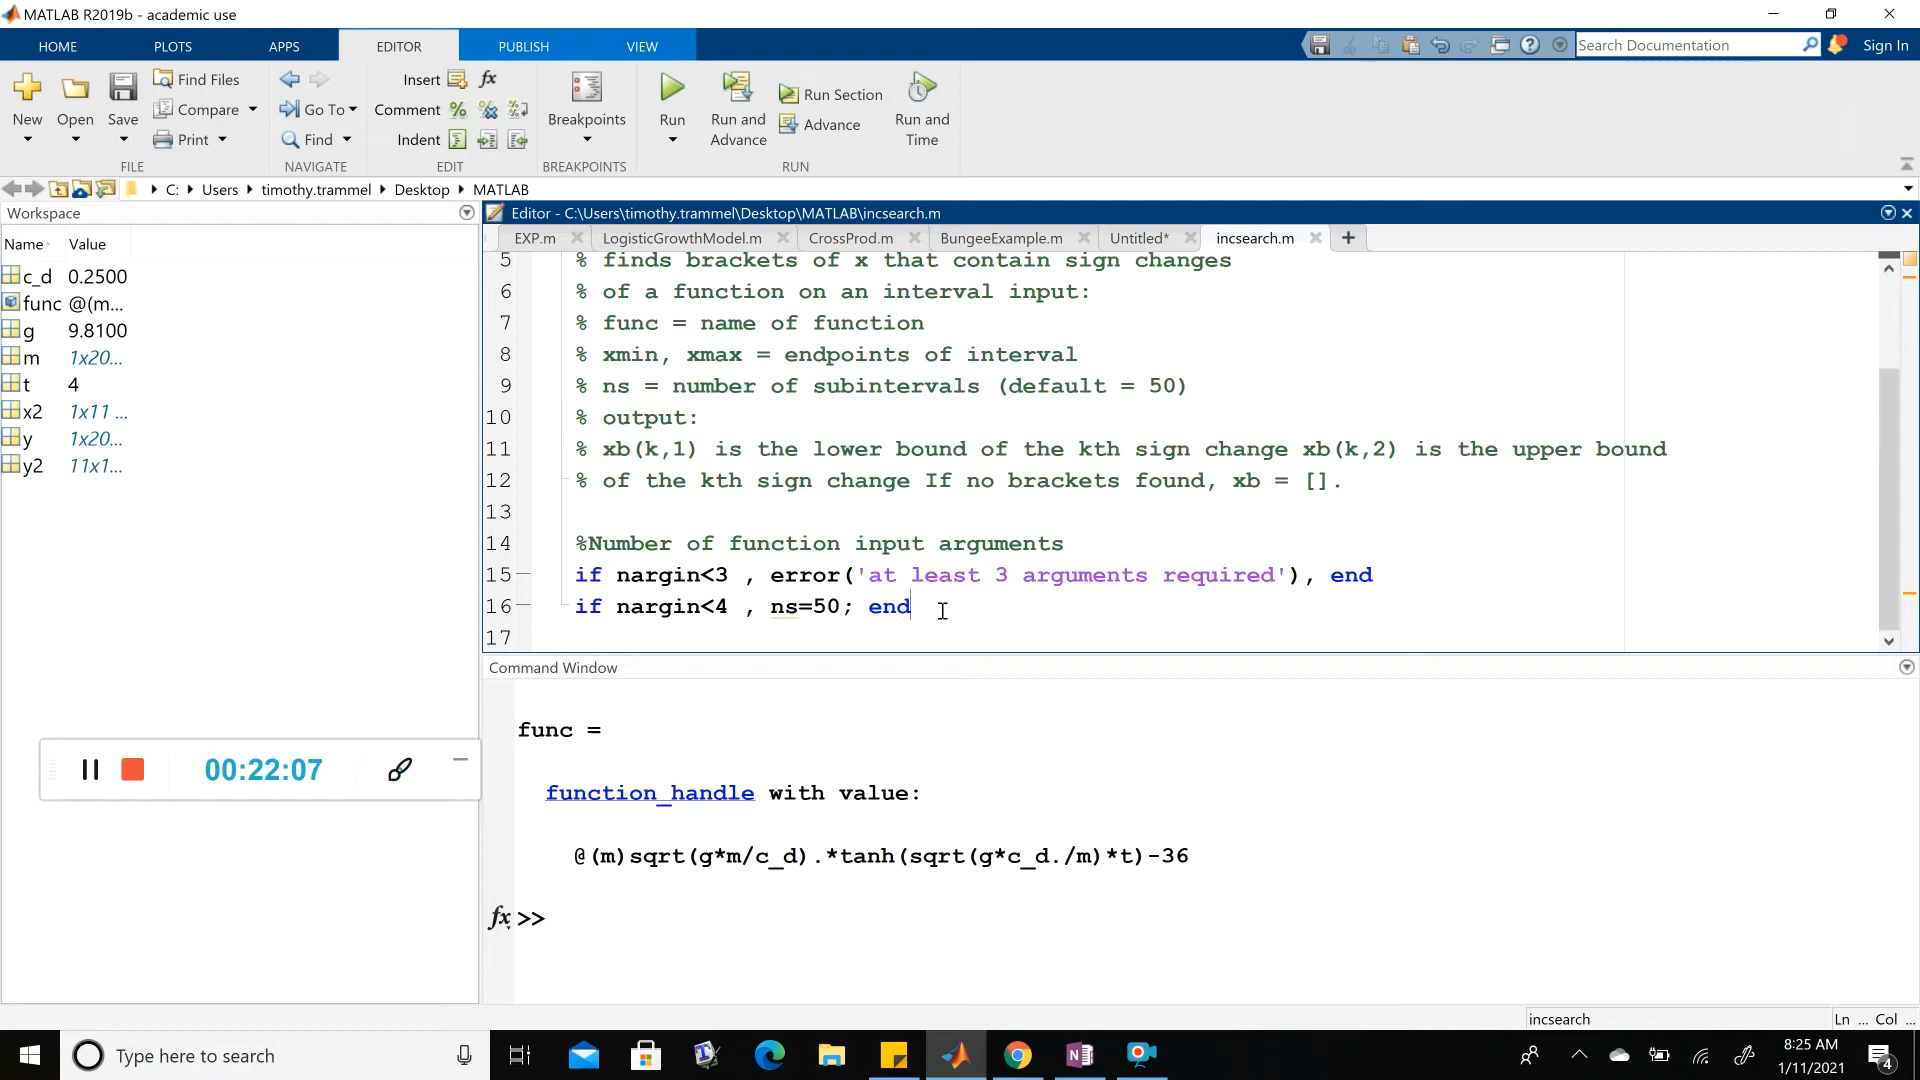 MATLAB R2019b - academic use
HOME PLOTS APPS EDITOR PUBLISH VIEW
Search Documentation Sign In
New Open Save Find Files Compare Print
FILE
Go To Find
NAVIGATE
Insert fx Comment Indent
EDIT
Breakpoints
BREAKPOINTS
Run Run and Advance Run Section Advance Run and Time
RUN
C: Users timothy.trammel Desktop MATLAB
Workspace
Name Value
c_d 0.2500
func @(m...
g 9.8100
m 1x20...
t 4
x2 1x11 ...
y 1x20...
y2 11x1...
00:22:07
Editor - C:\Users\timothy.trammel\Desktop\MATLAB\incsearch.m
EXP.m LogisticGrowthModel.m CrossProd.m BungeeExample.m Untitled* incsearch.m
5 % finds brackets of x that contain sign changes
6 % of a function on an interval input:
7 % func = name of function
8 % xmin, xmax = endpoints of interval
9 % ns = number of subintervals (default = 50)
10 % output:
11 % xb(k,1) is the lower bound of the kth sign change xb(k,2) is the upper bound
12 % of the kth sign change If no brackets found, xb = [].
13
14 %Number of function input arguments
15 if nargin<3 , error('at least 3 arguments required'), end
16 if nargin<4 , ns=50; end
17
Command Window
func =
function_handle with value:
@(m)sqrt(g*m/c_d).*tanh(sqrt(g*c_d./m)*t)-36
fx >>
incsearch Ln ... Col ...
Type here to search
8:25 AM
1/11/2021
4